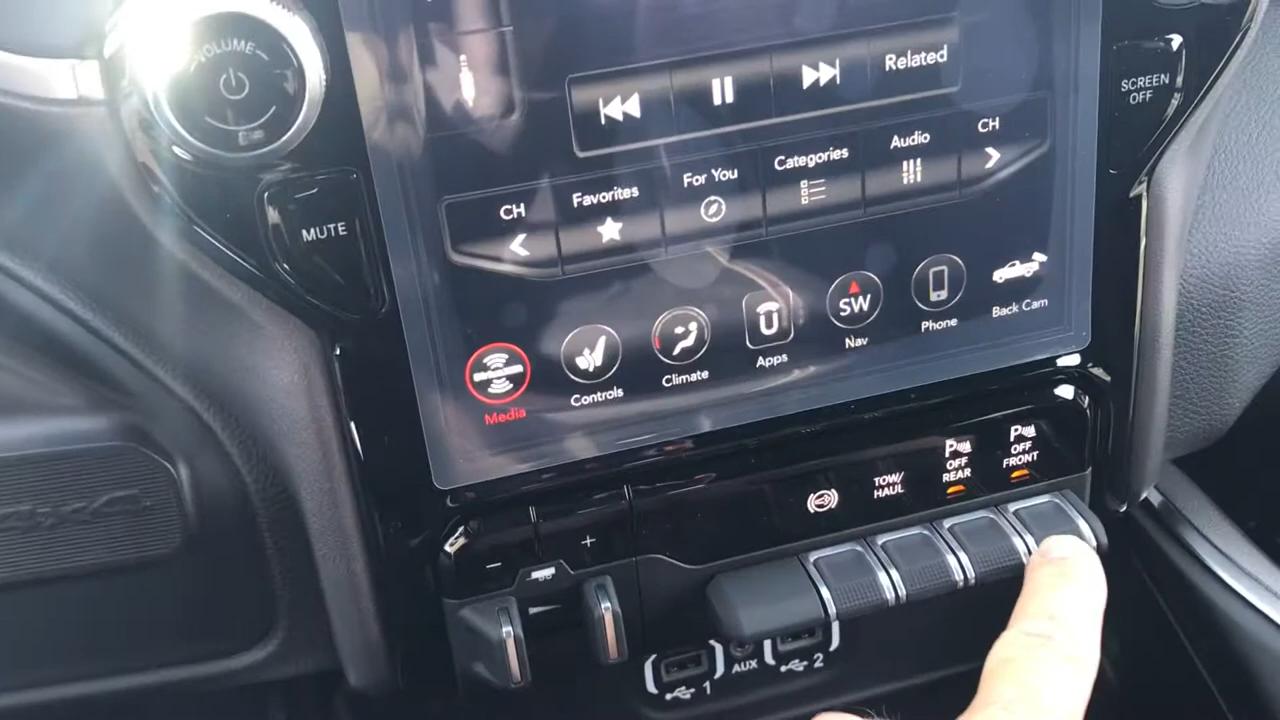 VOLUME
MUTE
SCREEN
OFF
Related
CH
Favorites
For You
Categories
Audio
CH
Media
Controls
Climate
Apps
SW
Nav
Phone
Back Cam
TOW/
HAUL
P
OFF
REAR
P
OFF
FRONT
- +
1
AUX
2